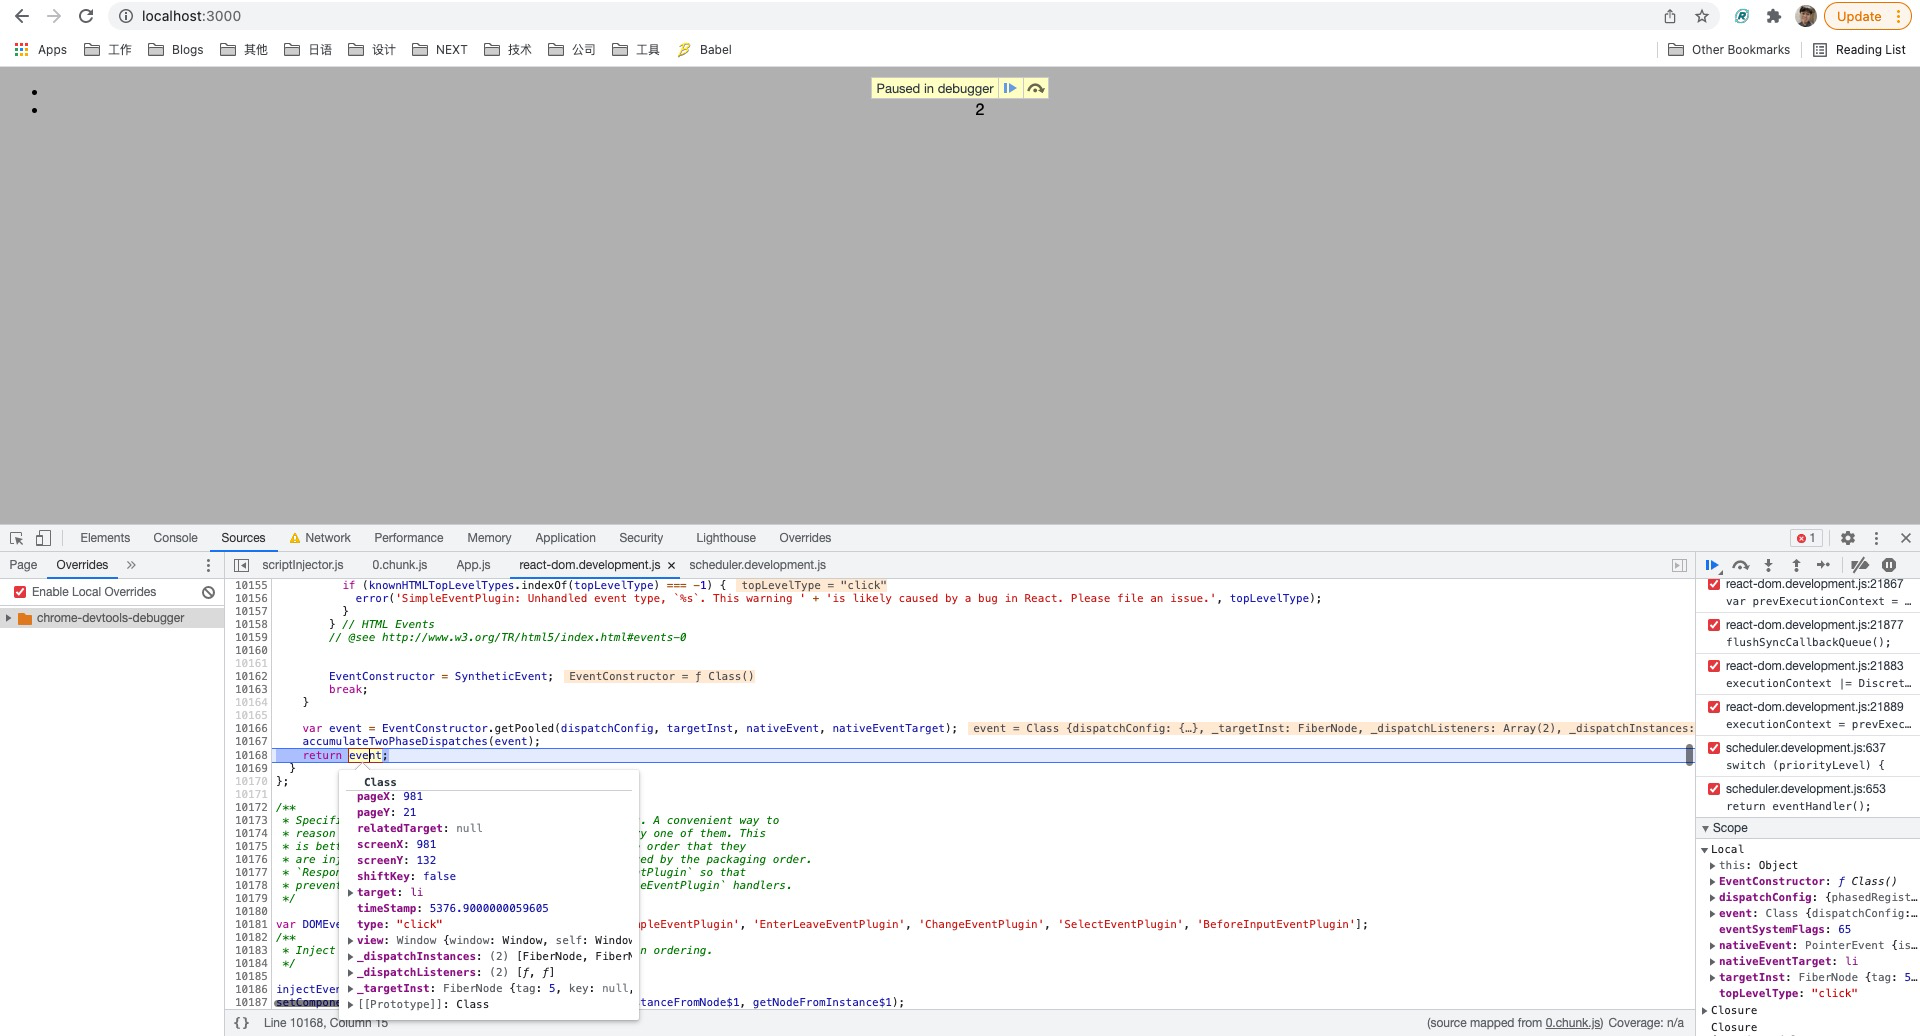 localhost:3000
Update
Apps 工作 Blogs 其他 日语 设计 NEXT 技术 公司 工具 Babel Other Bookmarks Reading List
Paused in debugger
2
Elements Console Sources Network Performance Memory Application Security Lighthouse Overrides 1
Page Overrides
scriptInjector.js 0.chunk.js App.js react-dom.development.js scheduler.development.js
Enable Local Overrides
chrome-devtools-debugger
10155 if (knownHTMLTopLevelTypes.indexOf(topLevelType) === -1) { topLevelType = "click"
10156 error('SimpleEventPlugin: Unhandled event type, `%s`. This warning ' + 'is likely caused by a bug in React. Please file an issue.', topLevelType);
10157 }
10158 } // HTML Events
10159 // @see http://www.w3.org/TR/html5/index.html#events-0
10160
10161
10162 EventConstructor = SyntheticEvent; EventConstructor = ƒ Class()
10163 break;
10164 }
10165
10166 var event = EventConstructor.getPooled(dispatchConfig, targetInst, nativeEvent, nativeEventTarget); event = Class {dispatchConfig: {…}, _targetInst: FiberNode, _dispatchListeners: Array(2), _dispatchInstances:
10167 accumulateTwoPhaseDispatches(event);
10168 return event;
10169 }
10170 };
10171
10172 /**
10173 * Specif . A convenient way to
10174 * reason y one of them. This
10175 * is bett order that they
10176 * are inj ed by the packaging order.
10177 * `Respon tPlugin` so that
10178 * prevent eEventPlugin` handlers.
10179 */
10180
10181 var DOMEve mpleEventPlugin', 'EnterLeaveEventPlugin', 'ChangeEventPlugin', 'SelectEventPlugin', 'BeforeInputEventPlugin'];
10182 /**
10183 * Inject n ordering.
10184 */
10185
10186 injectEven
10187 setCompone tanceFromNode$1, getNodeFromInstance$1);
Class
pageX: 981
pageY: 21
relatedTarget: null
screenX: 981
screenY: 132
shiftKey: false
target: li
timeStamp: 5376.9000000059605
type: "click"
view: Window {window: Window, self: Window
_dispatchInstances: (2) [FiberNode, FiberN
_dispatchListeners: (2) [ƒ, ƒ]
_targetInst: FiberNode {tag: 5, key: null,
[[Prototype]]: Class
{} Line 10168, Column 15
(source mapped from 0.chunk.js) Coverage: n/a
react-dom.development.js:21867
var prevExecutionContext = …
react-dom.development.js:21877
flushSyncCallbackQueue();
react-dom.development.js:21883
executionContext |= Discret…
react-dom.development.js:21889
executionContext = prevExec…
scheduler.development.js:637
switch (priorityLevel) {
scheduler.development.js:653
return eventHandler();
Scope
Local
this: Object
EventConstructor: ƒ Class()
dispatchConfig: {phasedRegist…
event: Class {dispatchConfig:…
eventSystemFlags: 65
nativeEvent: PointerEvent {is…
nativeEventTarget: li
targetInst: FiberNode {tag: 5…
topLevelType: "click"
Closure
Closure